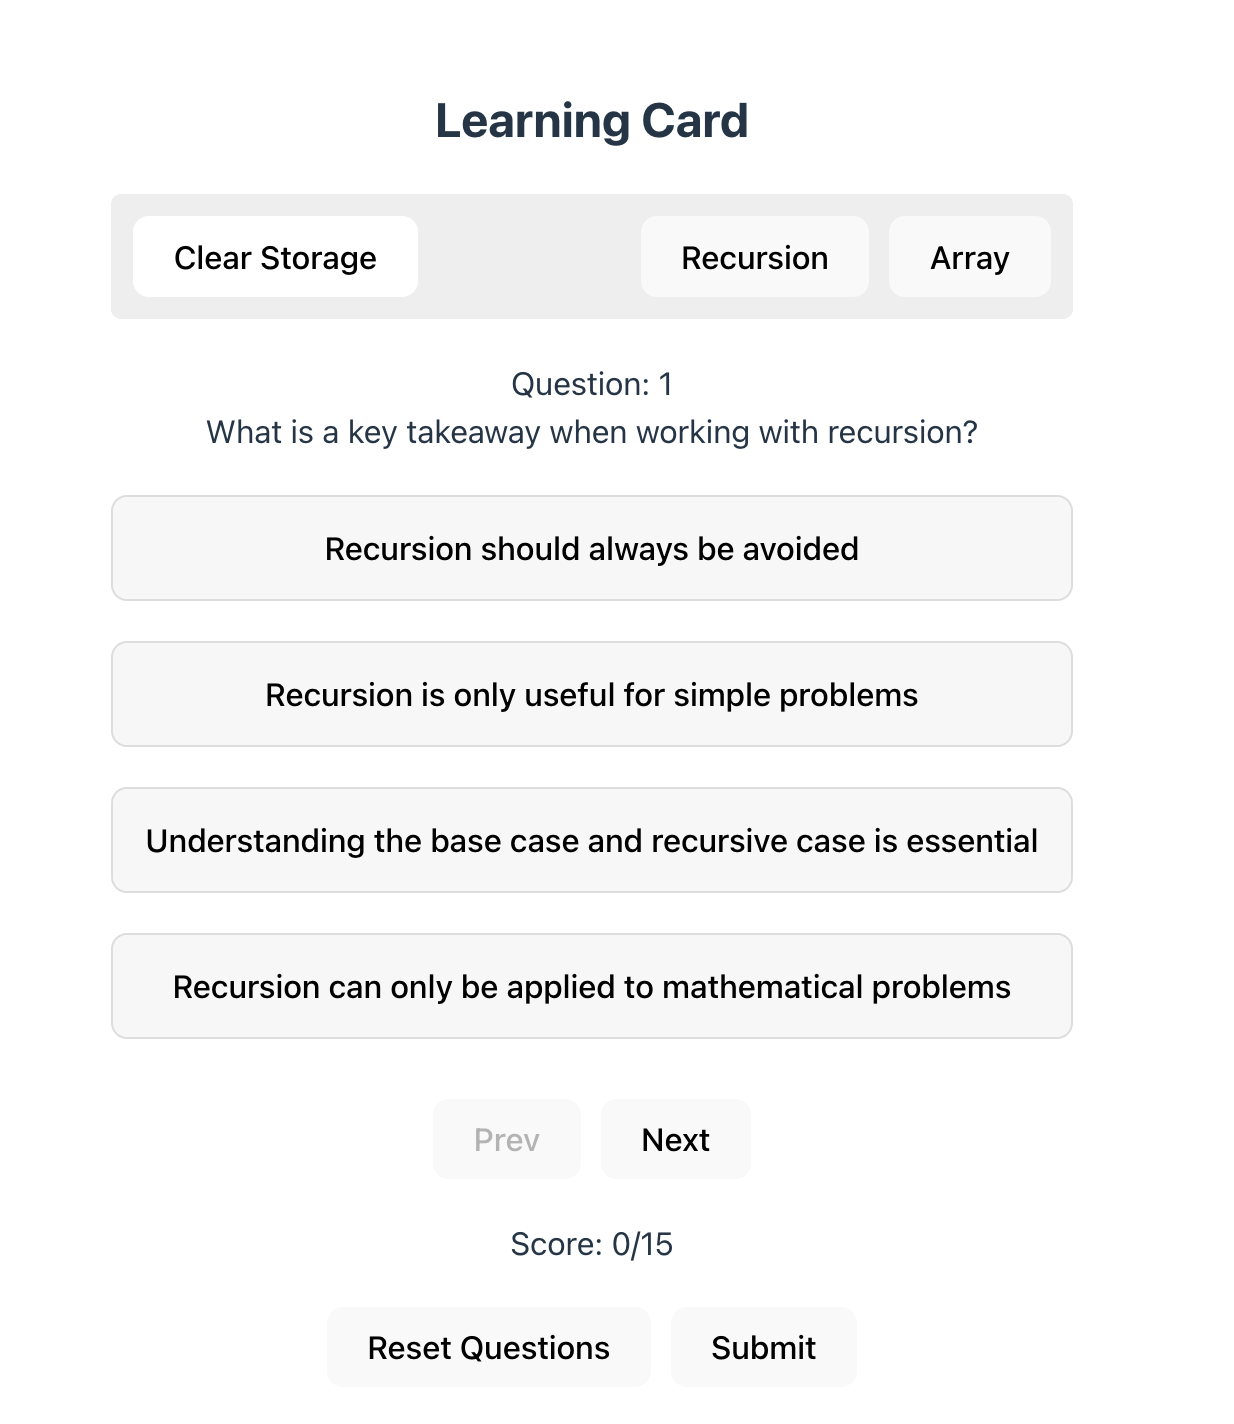 Learning Card
Clear Storage
Recursion
Array
Question: 1
What is a key takeaway when working with recursion?
Recursion should always be avoided
Recursion is only useful for simple problems
Understanding the base case and recursive case is essential
Recursion can only be applied to mathematical problems
Prev
Next
Score: 0/15
Reset Questions
Submit